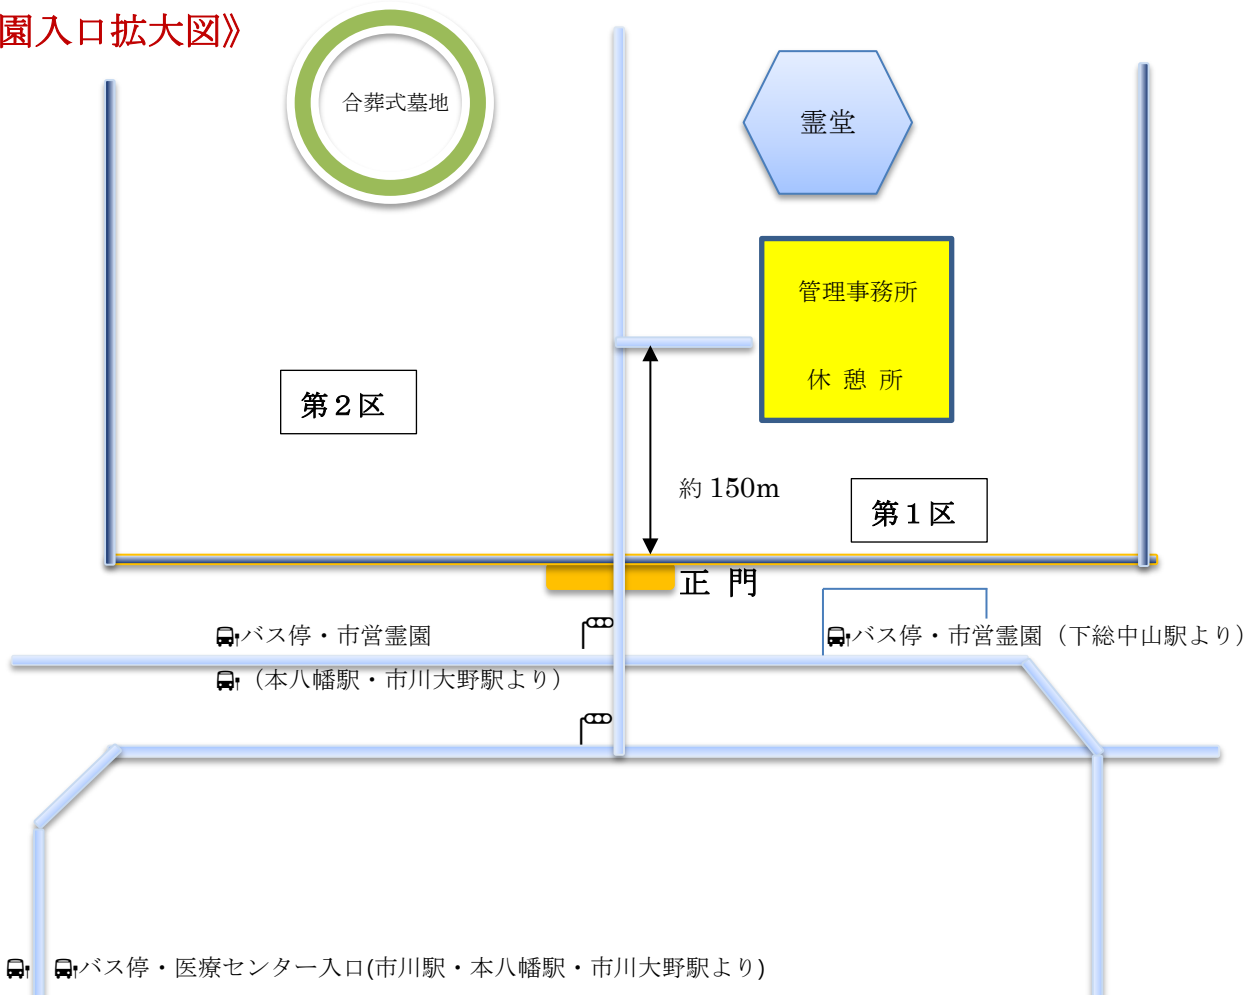 園入口拡大図》
合葬式墓地
霊堂
管理事務所
休 憩 所
第２区
約 150m
第１区
正 門
バス停・市営霊園
バス停・市営霊園（下総中山駅より）
（本八幡駅・市川大野駅より）
バス停・医療センター入口(市川駅・本八幡駅・市川大野駅より)